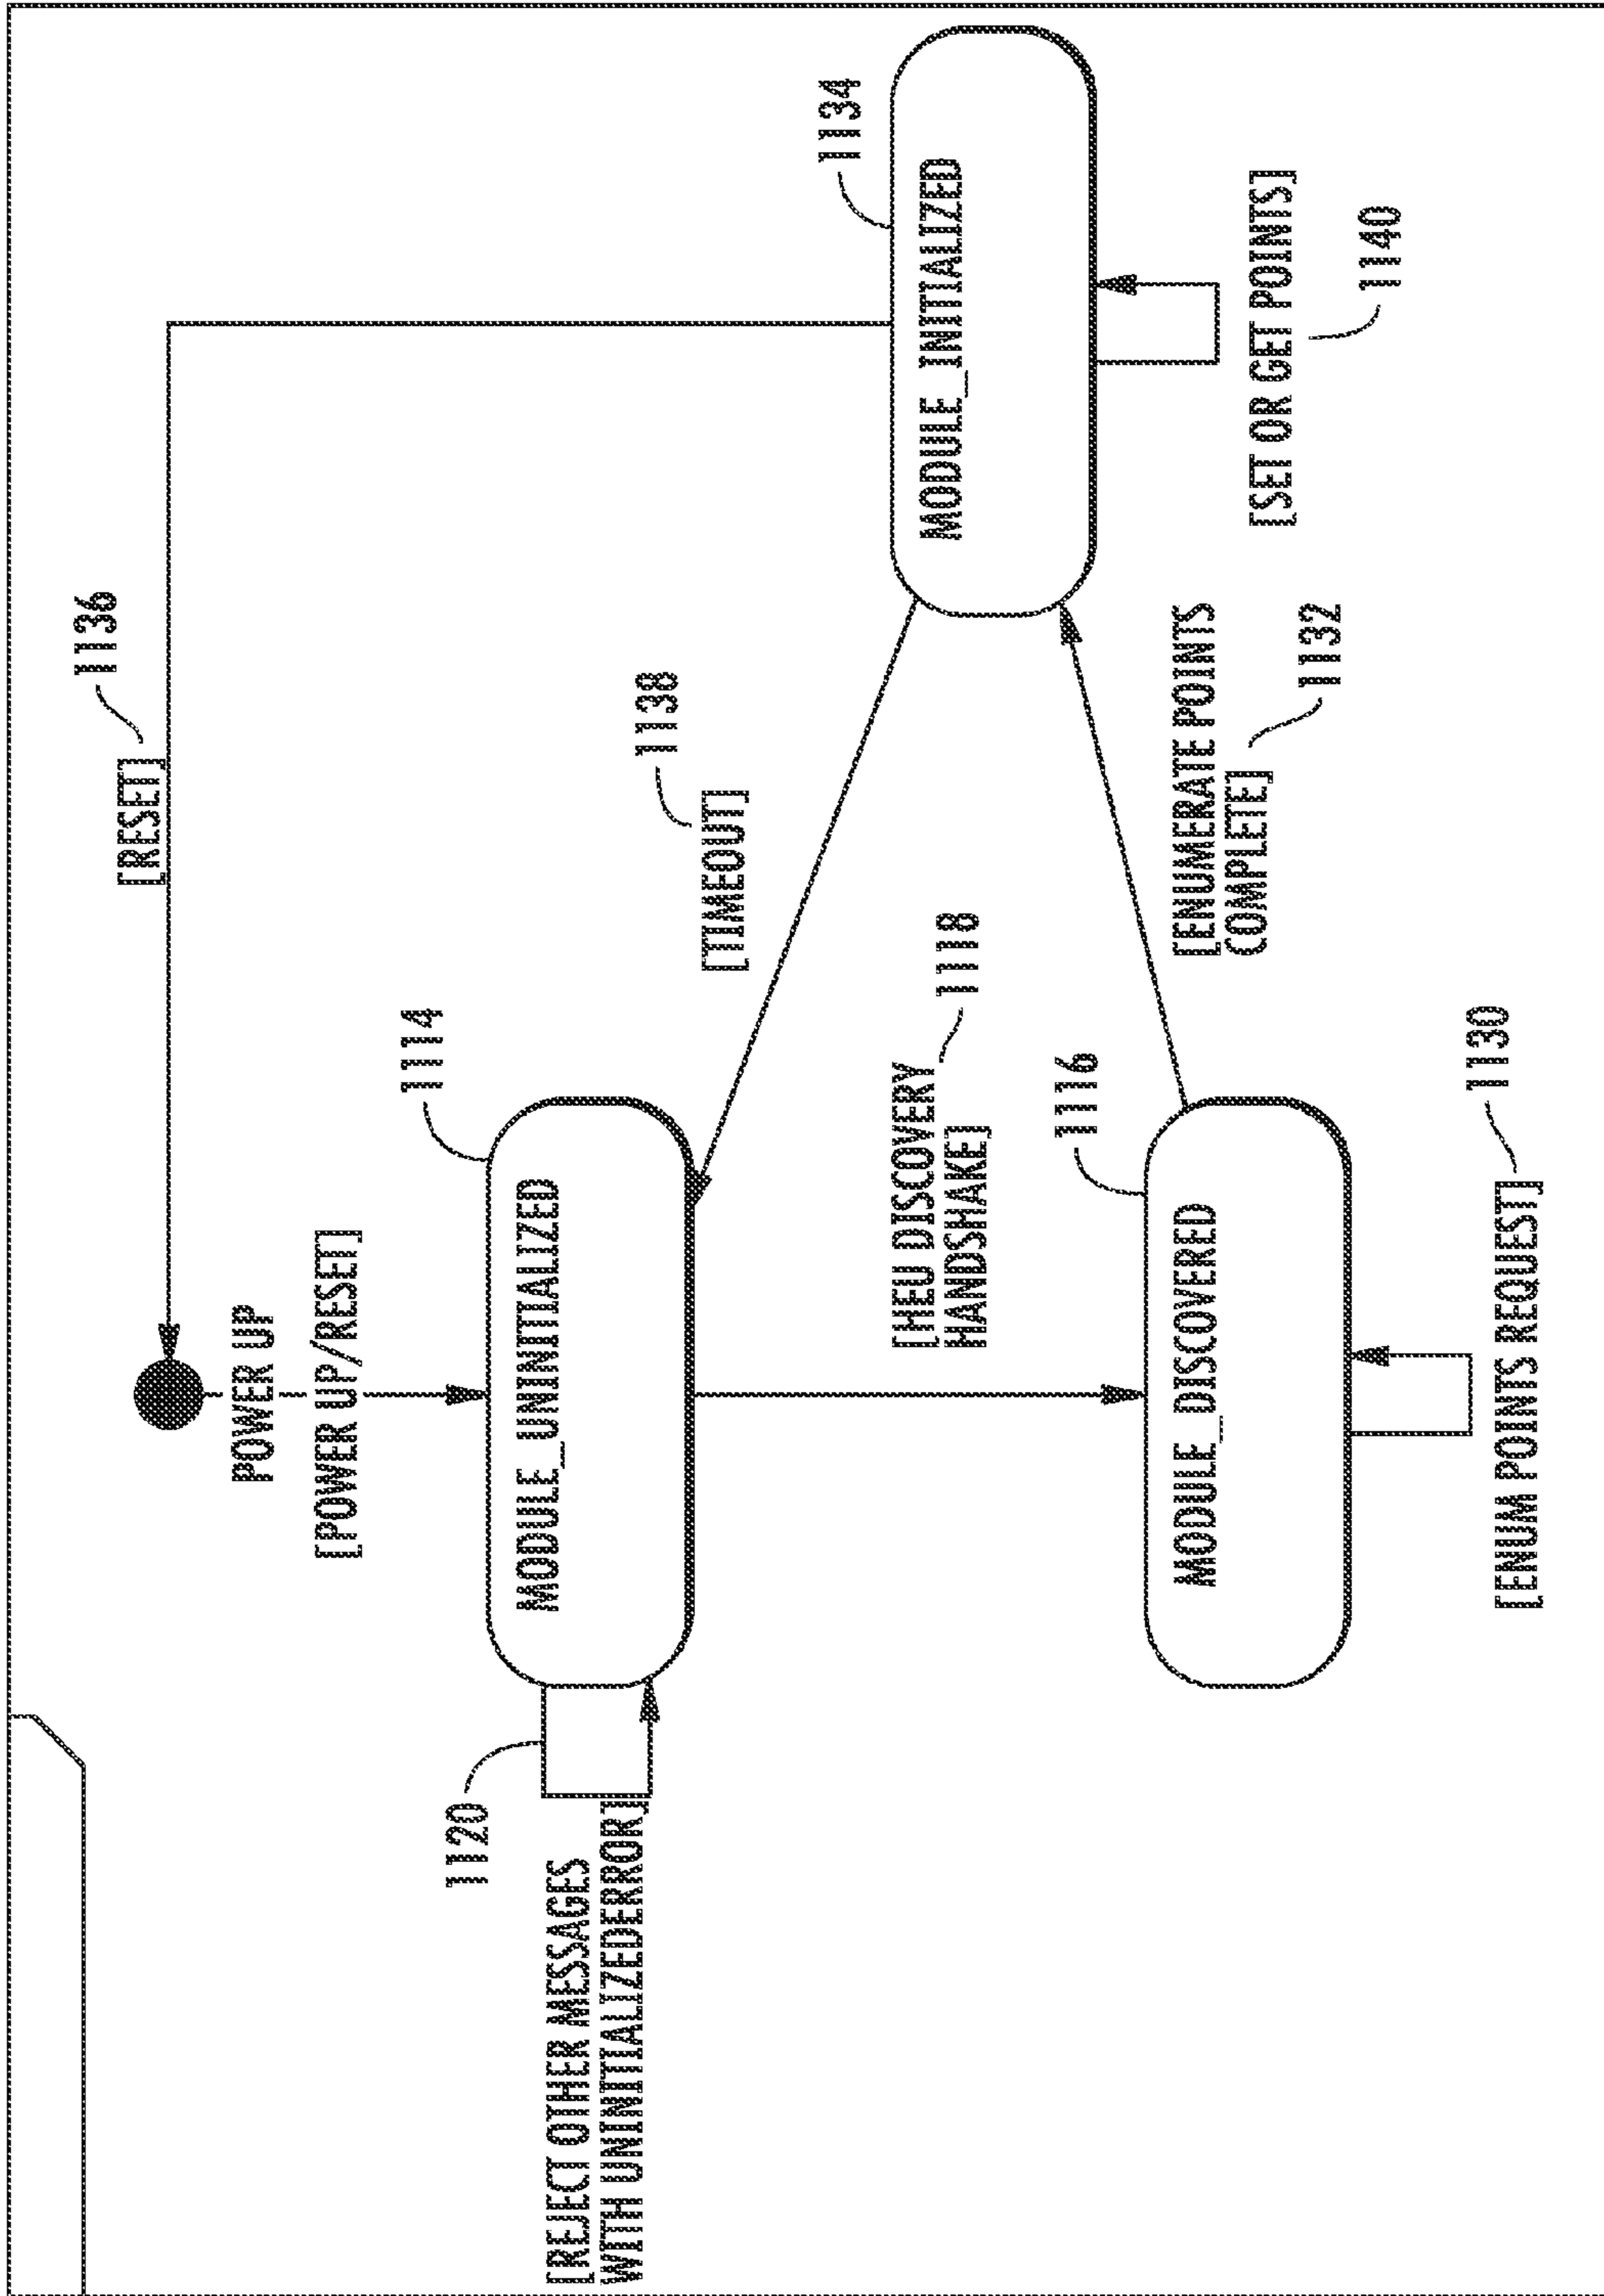 1136
[RESET]
POWER UP
[POWER UP/RESET]
1114
MODULE_UNINITIALIZED
1120
[REJECT OTHER MESSAGES
WITH UNINITIALIZEDERROR]
1138
[TIMEOUT]
1134
MODULE_INITIALIZED
[HEU DISCOVERY
HANDSHAKE]
1118
1116
MODULE_DISCOVERED
[ENUMERATE POINTS
COMPLETE]
1132
[SET OR GET POINTS]
1140
1130
[ENUM POINTS REQUEST]